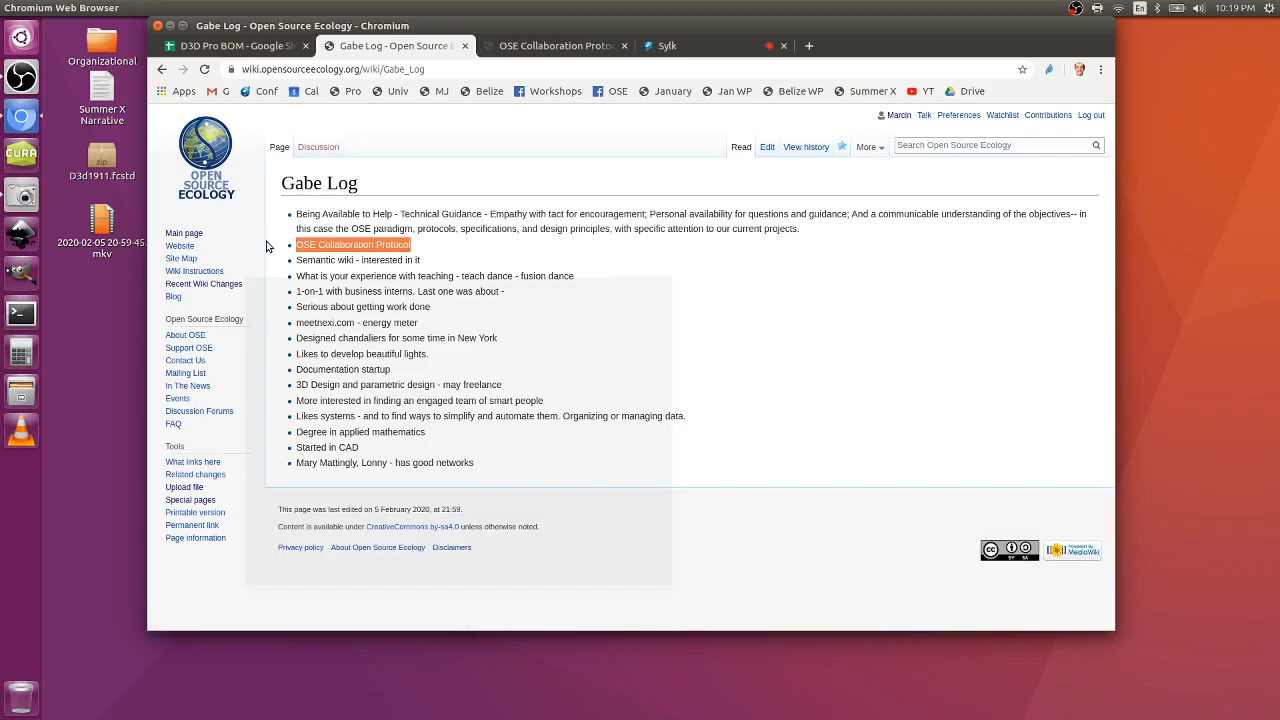 Chromium Web Browser
En
10:19 PM
Gabe Log - Open Source Ecology - Chromium
D3D Pro BOM - Google Sh
Gabe Log - Open Source E
OSE Collaboration Protoc
Sylk
wiki.opensourceecology.org/wiki/Gabe_Log
Apps
G
Conf
Cal
Pro
Univ
MJ
Belize
Workshops
OSE
January
Jan WP
Belize WP
Summer X
YT
Drive
Organizational
Summer X
Narrative
zip
D3d1911.fcstd
2020-02-05 20-59-45.
mkv
CURA
OPEN
SOURCE
ECOLOGY
Marcin
Talk
Preferences
Watchlist
Contributions
Log out
Page
Discussion
Read
Edit
View history
More
Search Open Source Ecology
Gabe Log
Being Available to Help - Technical Guidance - Empathy with tact for encouragement; Personal availability for questions and guidance; And a communicable understanding of the objectives-- in
this case the OSE paradigm, protocols, specifications, and design principles, with specific attention to our current projects.
OSE Collaboration Protocol
Semantic wiki - interested in it
What is your experience with teaching - teach dance - fusion dance
1-on-1 with business interns. Last one was about -
Serious about getting work done
meetnexi.com - energy meter
Designed chandaliers for some time in New York
Likes to develop beautiful lights.
Documentation startup
3D Design and parametric design - may freelance
More interested in finding an engaged team of smart people
Likes systems - and to find ways to simplify and automate them. Organizing or managing data.
Degree in applied mathematics
Started in CAD
Mary Mattingly, Lonny - has good networks
Main page
Website
Site Map
Wiki Instructions
Recent Wiki Changes
Blog
Open Source Ecology
About OSE
Support OSE
Contact Us
Mailing List
In The News
Events
Discussion Forums
FAQ
Tools
What links here
Related changes
Upload file
Special pages
Printable version
Permanent link
Page information
This page was last edited on 5 February 2020, at 21:59.
Content is available under CreativeCommons by-sa4.0 unless otherwise noted.
Privacy policy
About Open Source Ecology
Disclaimers
cc
BY SA
Powered By
MediaWiki